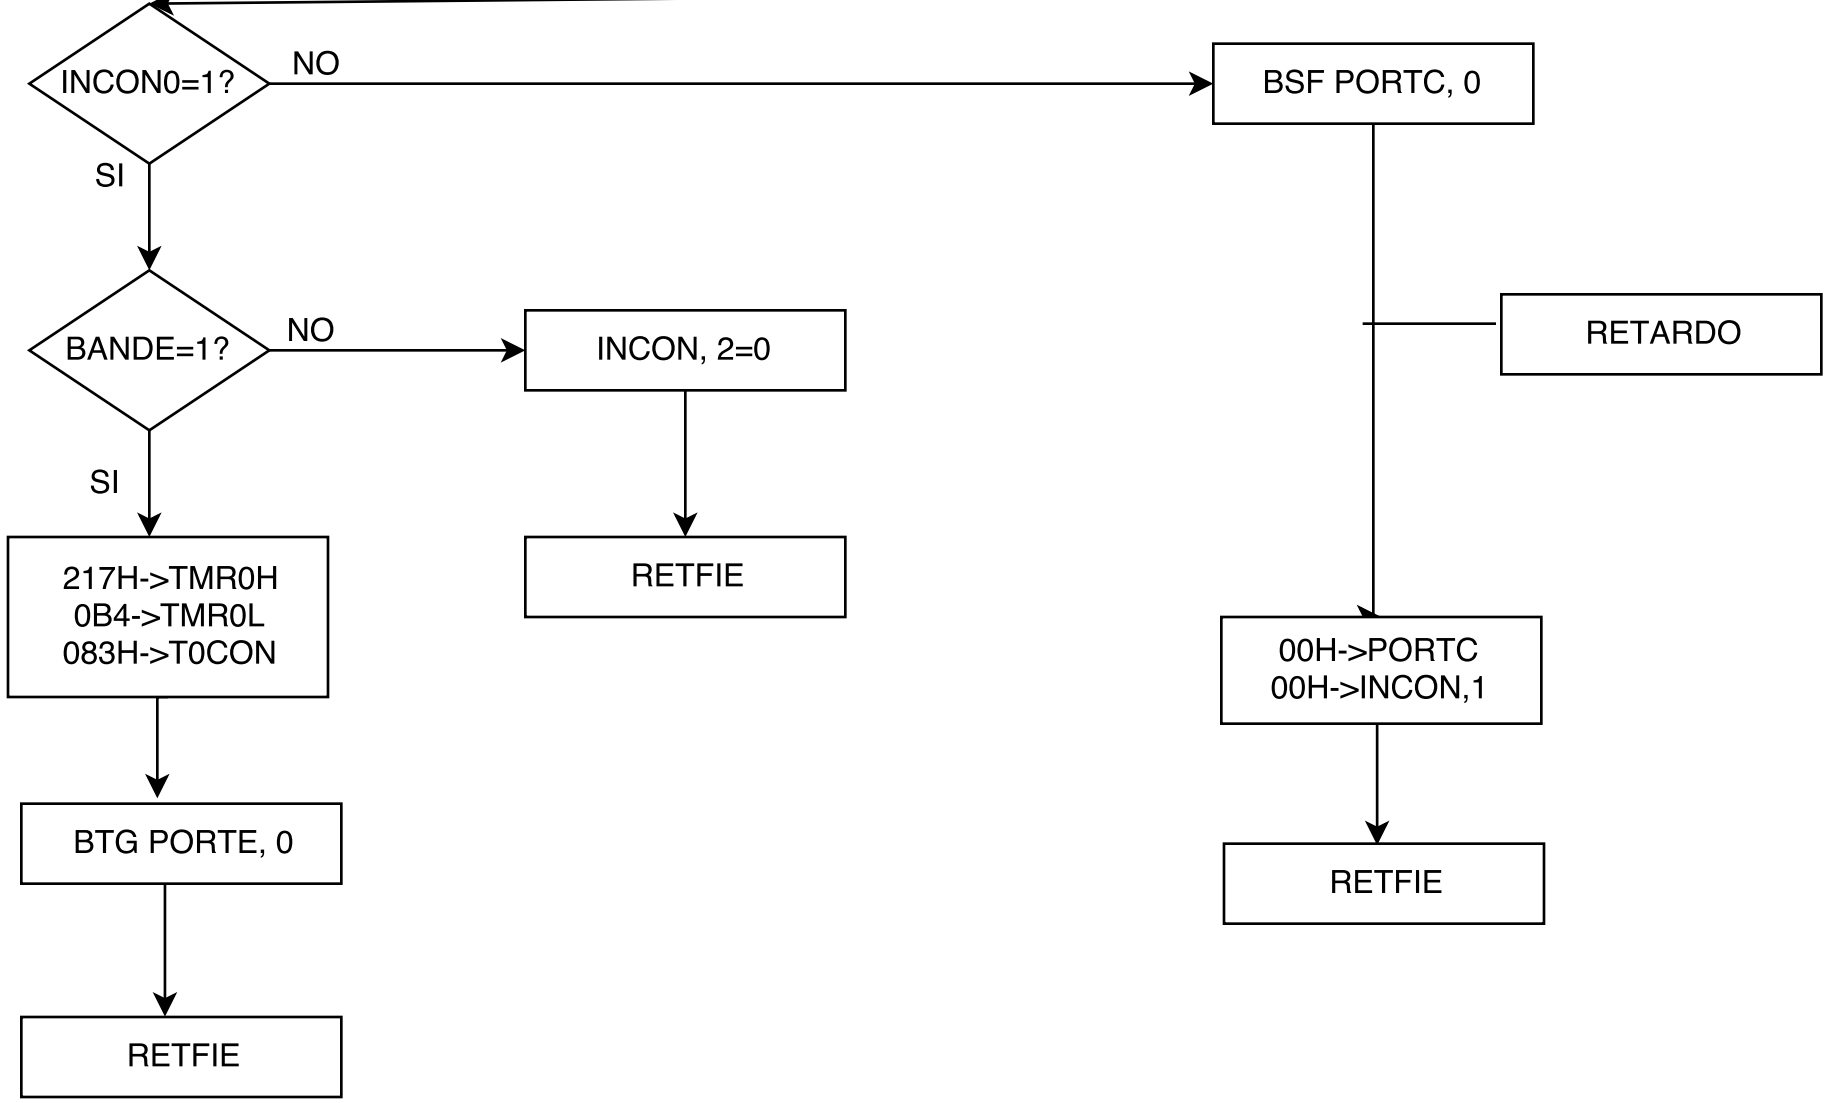 INCON0=1?
NO
BSF PORTC, 0
SI
BANDE=1?
NO
INCON, 2=0
RETARDO
SI
217H->TMR0H
0B4->TMR0L
083H->T0CON
RETFIE
00H->PORTC
00H->INCON,1
BTG PORTE, 0
RETFIE
RETFIE